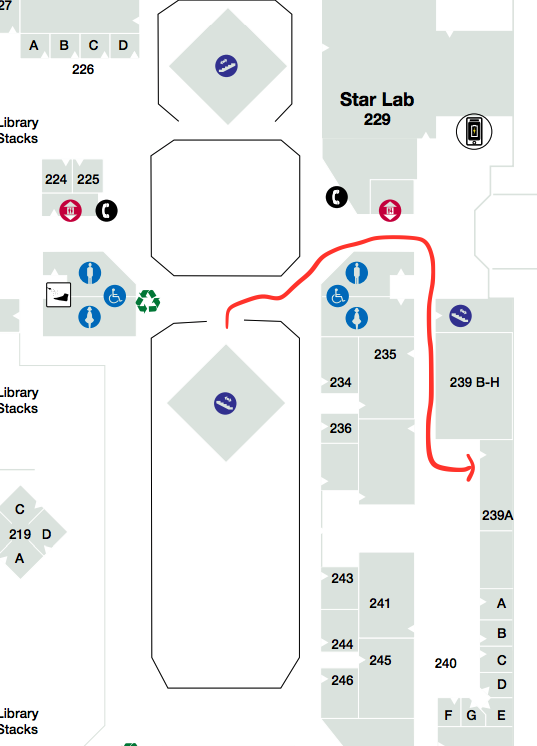 27
A B C D
226
Star Lab
229
Library
Stacks
224 225
235
234
239 B-H
Library
Stacks
236
C
219 D
A
239A
243
241
A
B
244
245
240
C
246
D
F G E
Library
Stacks